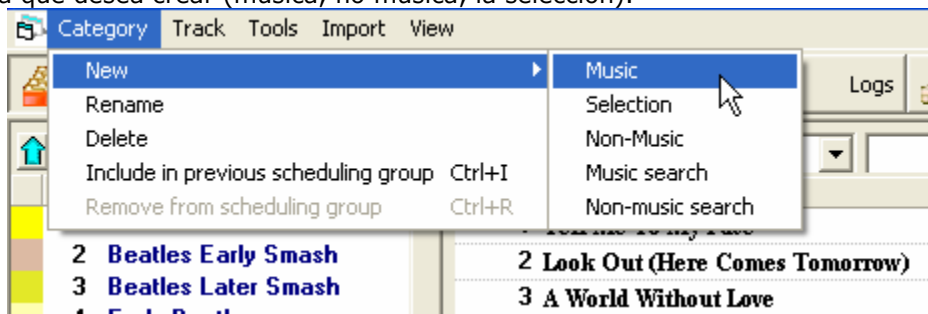 a que desea crear (música, no música, la selección).
Category Track Tools Import View
New Music
Logs
Rename Selection
Delete Non-Music
Include in previous scheduling group Ctrl+I Music search
Remove from scheduling group Ctrl+R Non-music search
2 Beatles Early Smash
3 Beatles Later Smash
2 Look Out (Here Comes Tomorrow)
3 A World Without Love